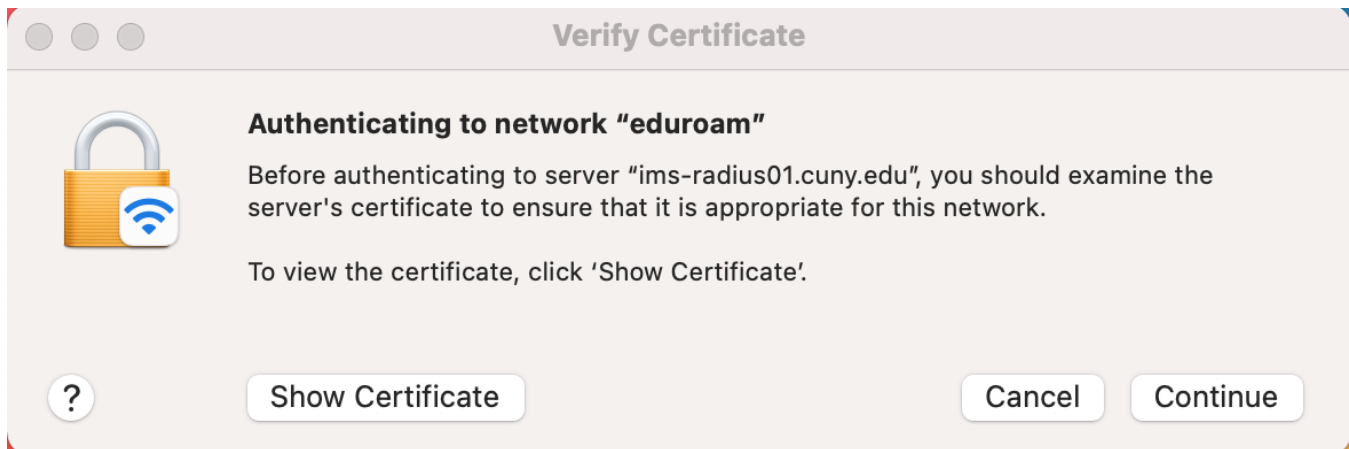 Verify Certificate
Authenticating to network “eduroam”
Before authenticating to server “ims-radius01.cuny.edu”, you should examine the
server's certificate to ensure that it is appropriate for this network.
To view the certificate, click ‘Show Certificate’.
?
Show Certificate
Cancel
Continue